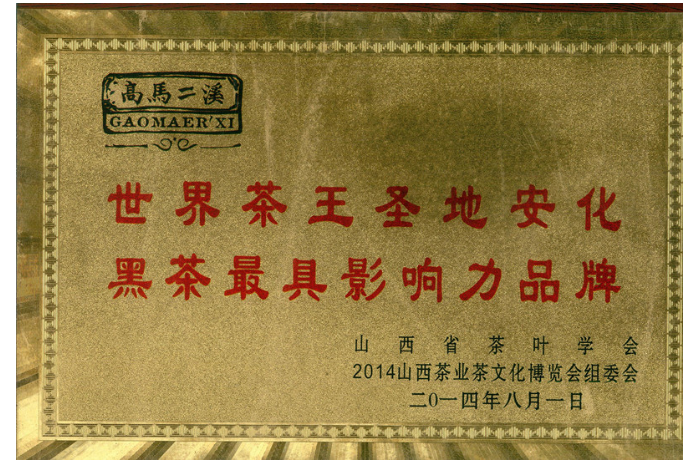 高馬二溪
GAOMAER'XI
世界茶王圣地安化
黑茶最具影响力品牌
山西省茶叶学会
2014山西茶业茶文化博览会组委会
二〇一四年八月一日